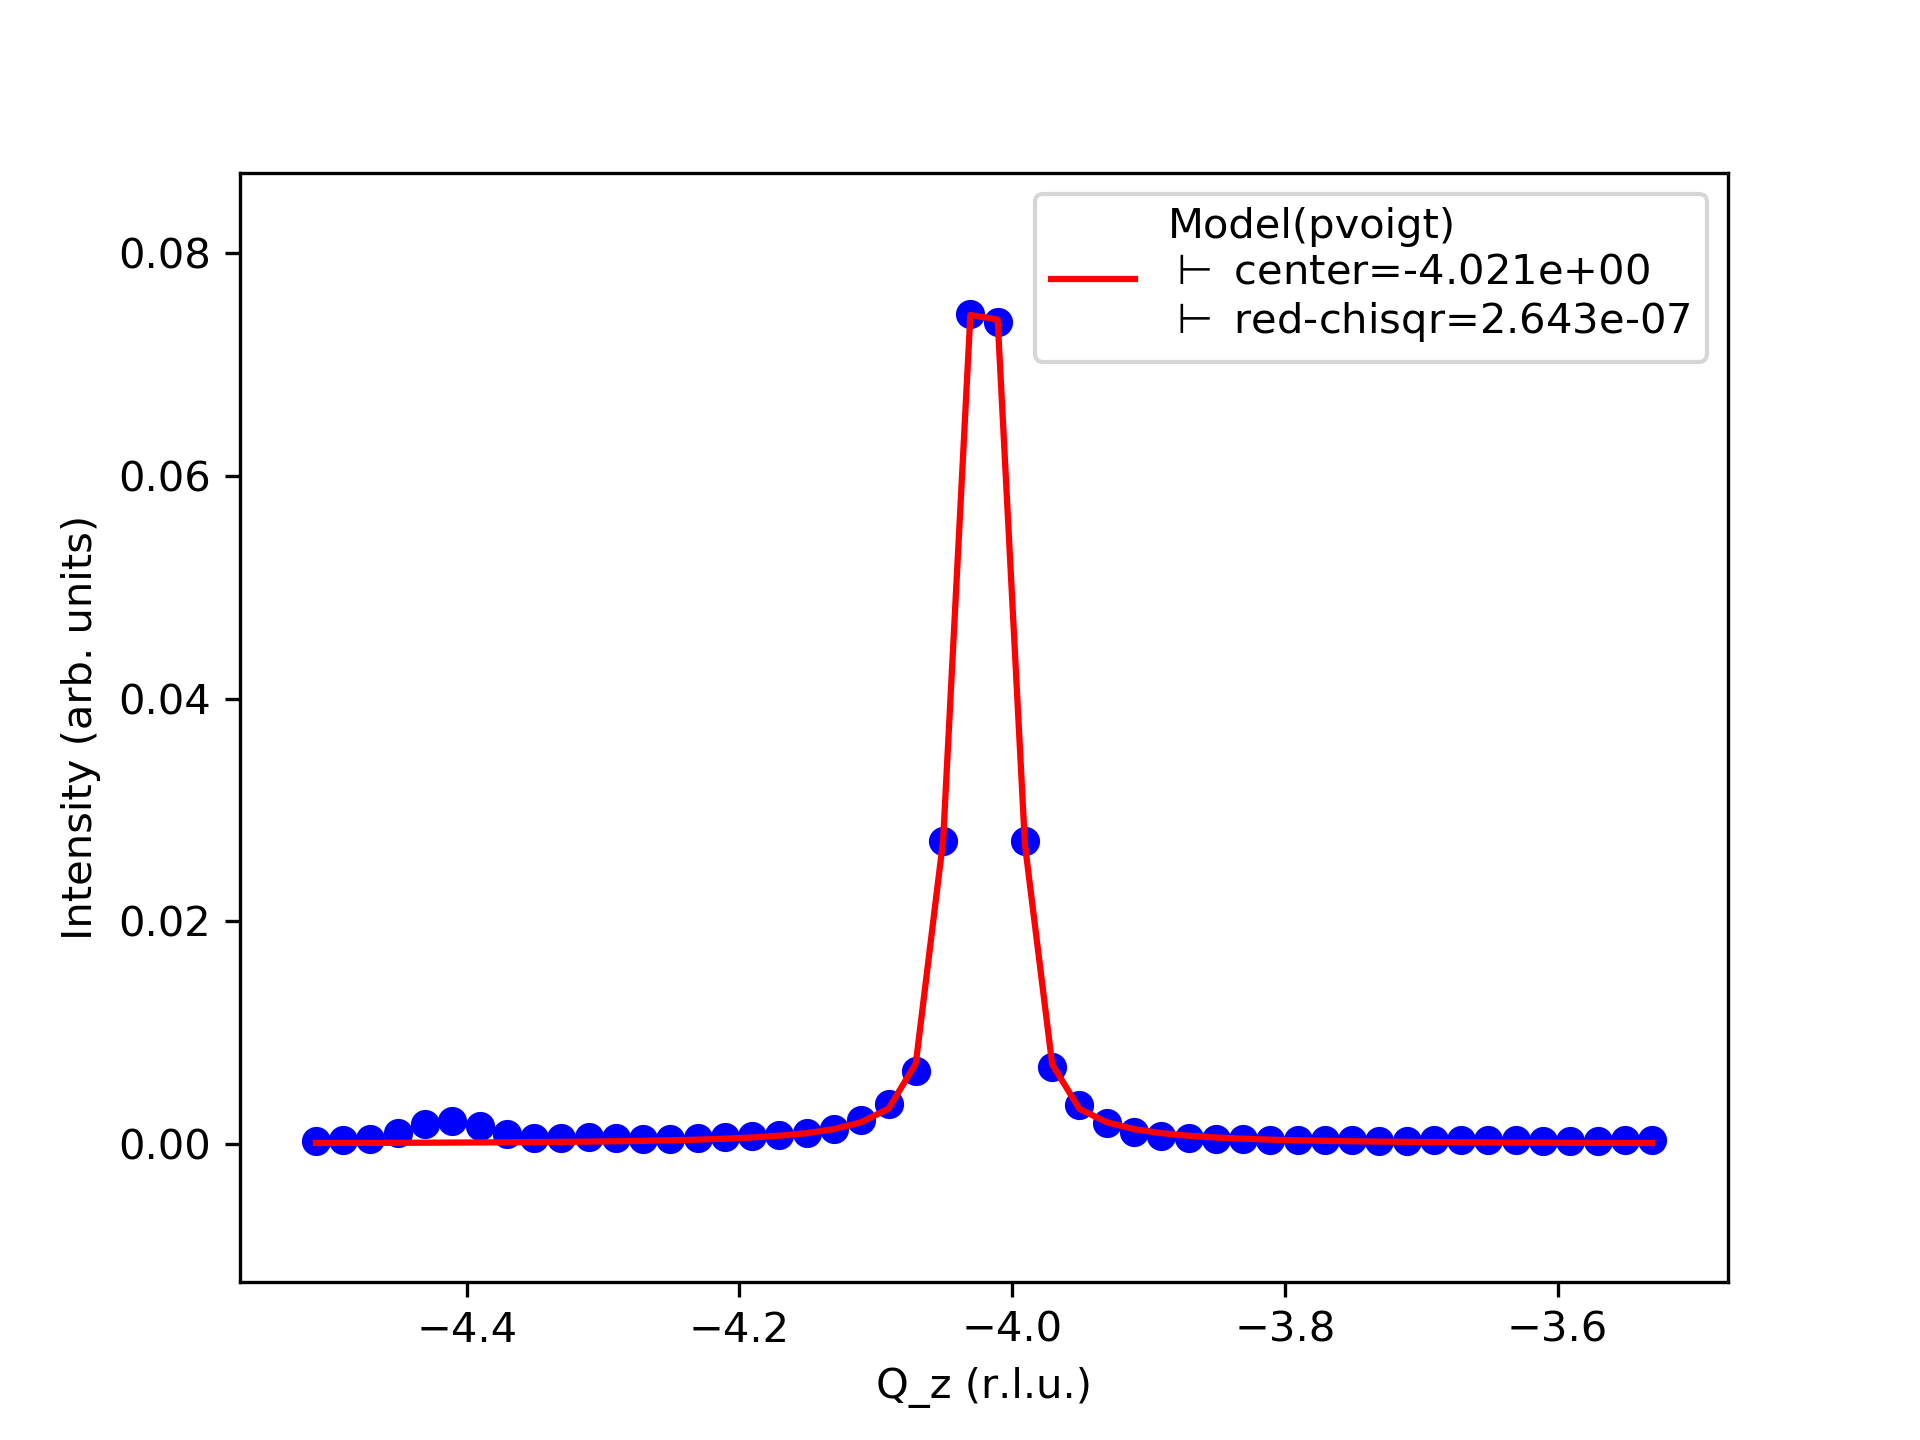 Model(pvoigt)
⊢ center=-4.021e+00
⊢ red-chisqr=2.643e-07
0.08
0.06
0.04
0.02
0.00
Intensity (arb. units)
−4.4 −4.2 −4.0 −3.8 −3.6
Q_z (r.l.u.)